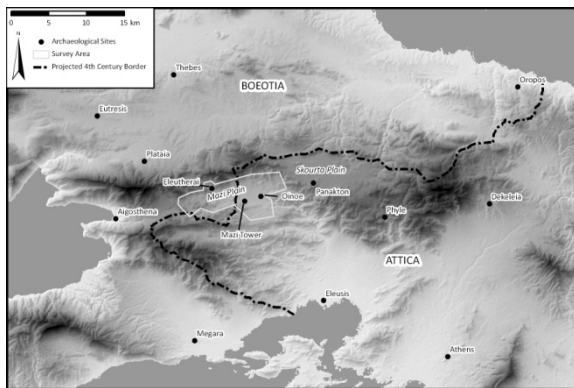 0 5 10 15 km
N
Archaeological Sites
Survey Area
Projected 4th Century Border
Thebes
Oropos
BOEOTIA
Eutresis
Plataia
Skourta Plain
Eleutherai
Mazi Plain
Oinoe
Panakton
Dekeleia
Aigosthena
Phyle
Mazi Tower
ATTICA
Eleusis
Megara
Athens